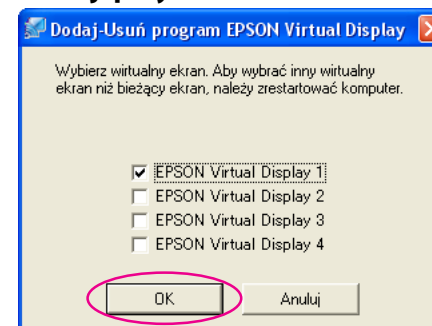 Dodaj-Usuń program EPSON Virtual Display
Wybierz wirtualny ekran. Aby wybrać inny wirtualny
ekran niż bieżący ekran, należy zrestartować komputer.
EPSON Virtual Display 1
EPSON Virtual Display 2
EPSON Virtual Display 3
EPSON Virtual Display 4
OK Anuluj